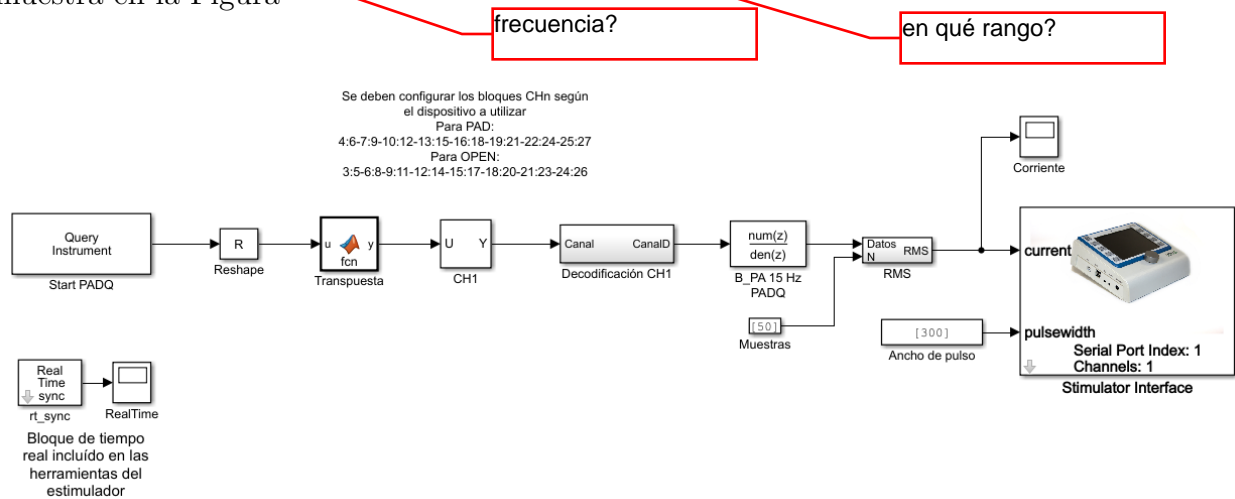 muestra en la Figura
frecuencia?
en qué rango?
Se deben configurar los bloques CHn según
el dispositivo a utilizar
Para PAD:
4:6-7:9-10:12-13:15-16:18-19:21-22:24-25:27
Para OPEN:
3:5-6:8-9:11-12:14-15:17-18:20-21:23-24:26
Corriente
Query
Instrument
Start PADQ
R
Reshape
u
y
fcn
Transpuesta
U
Y
CH1
Canal
CanalD
Decodificación CH1
num(z)
den(z)
B_PA 15 Hz
PADQ
Datos
N
RMS
RMS
[50]
Muestras
[300]
Ancho de pulso
current
pulsewidth
Serial Port Index: 1
Channels: 1
Stimulator Interface
Real
Time
sync
rt_sync
RealTime
Bloque de tiempo
real incluído en las
herramientas del
estimulador